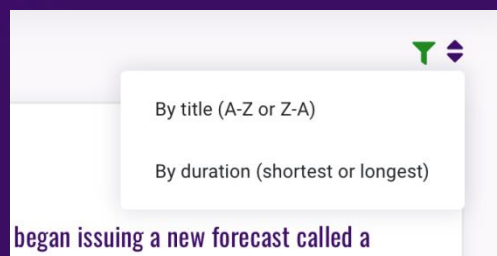 By title (A-Z or Z-A)
By duration (shortest or longest)
began issuing a new forecast called a